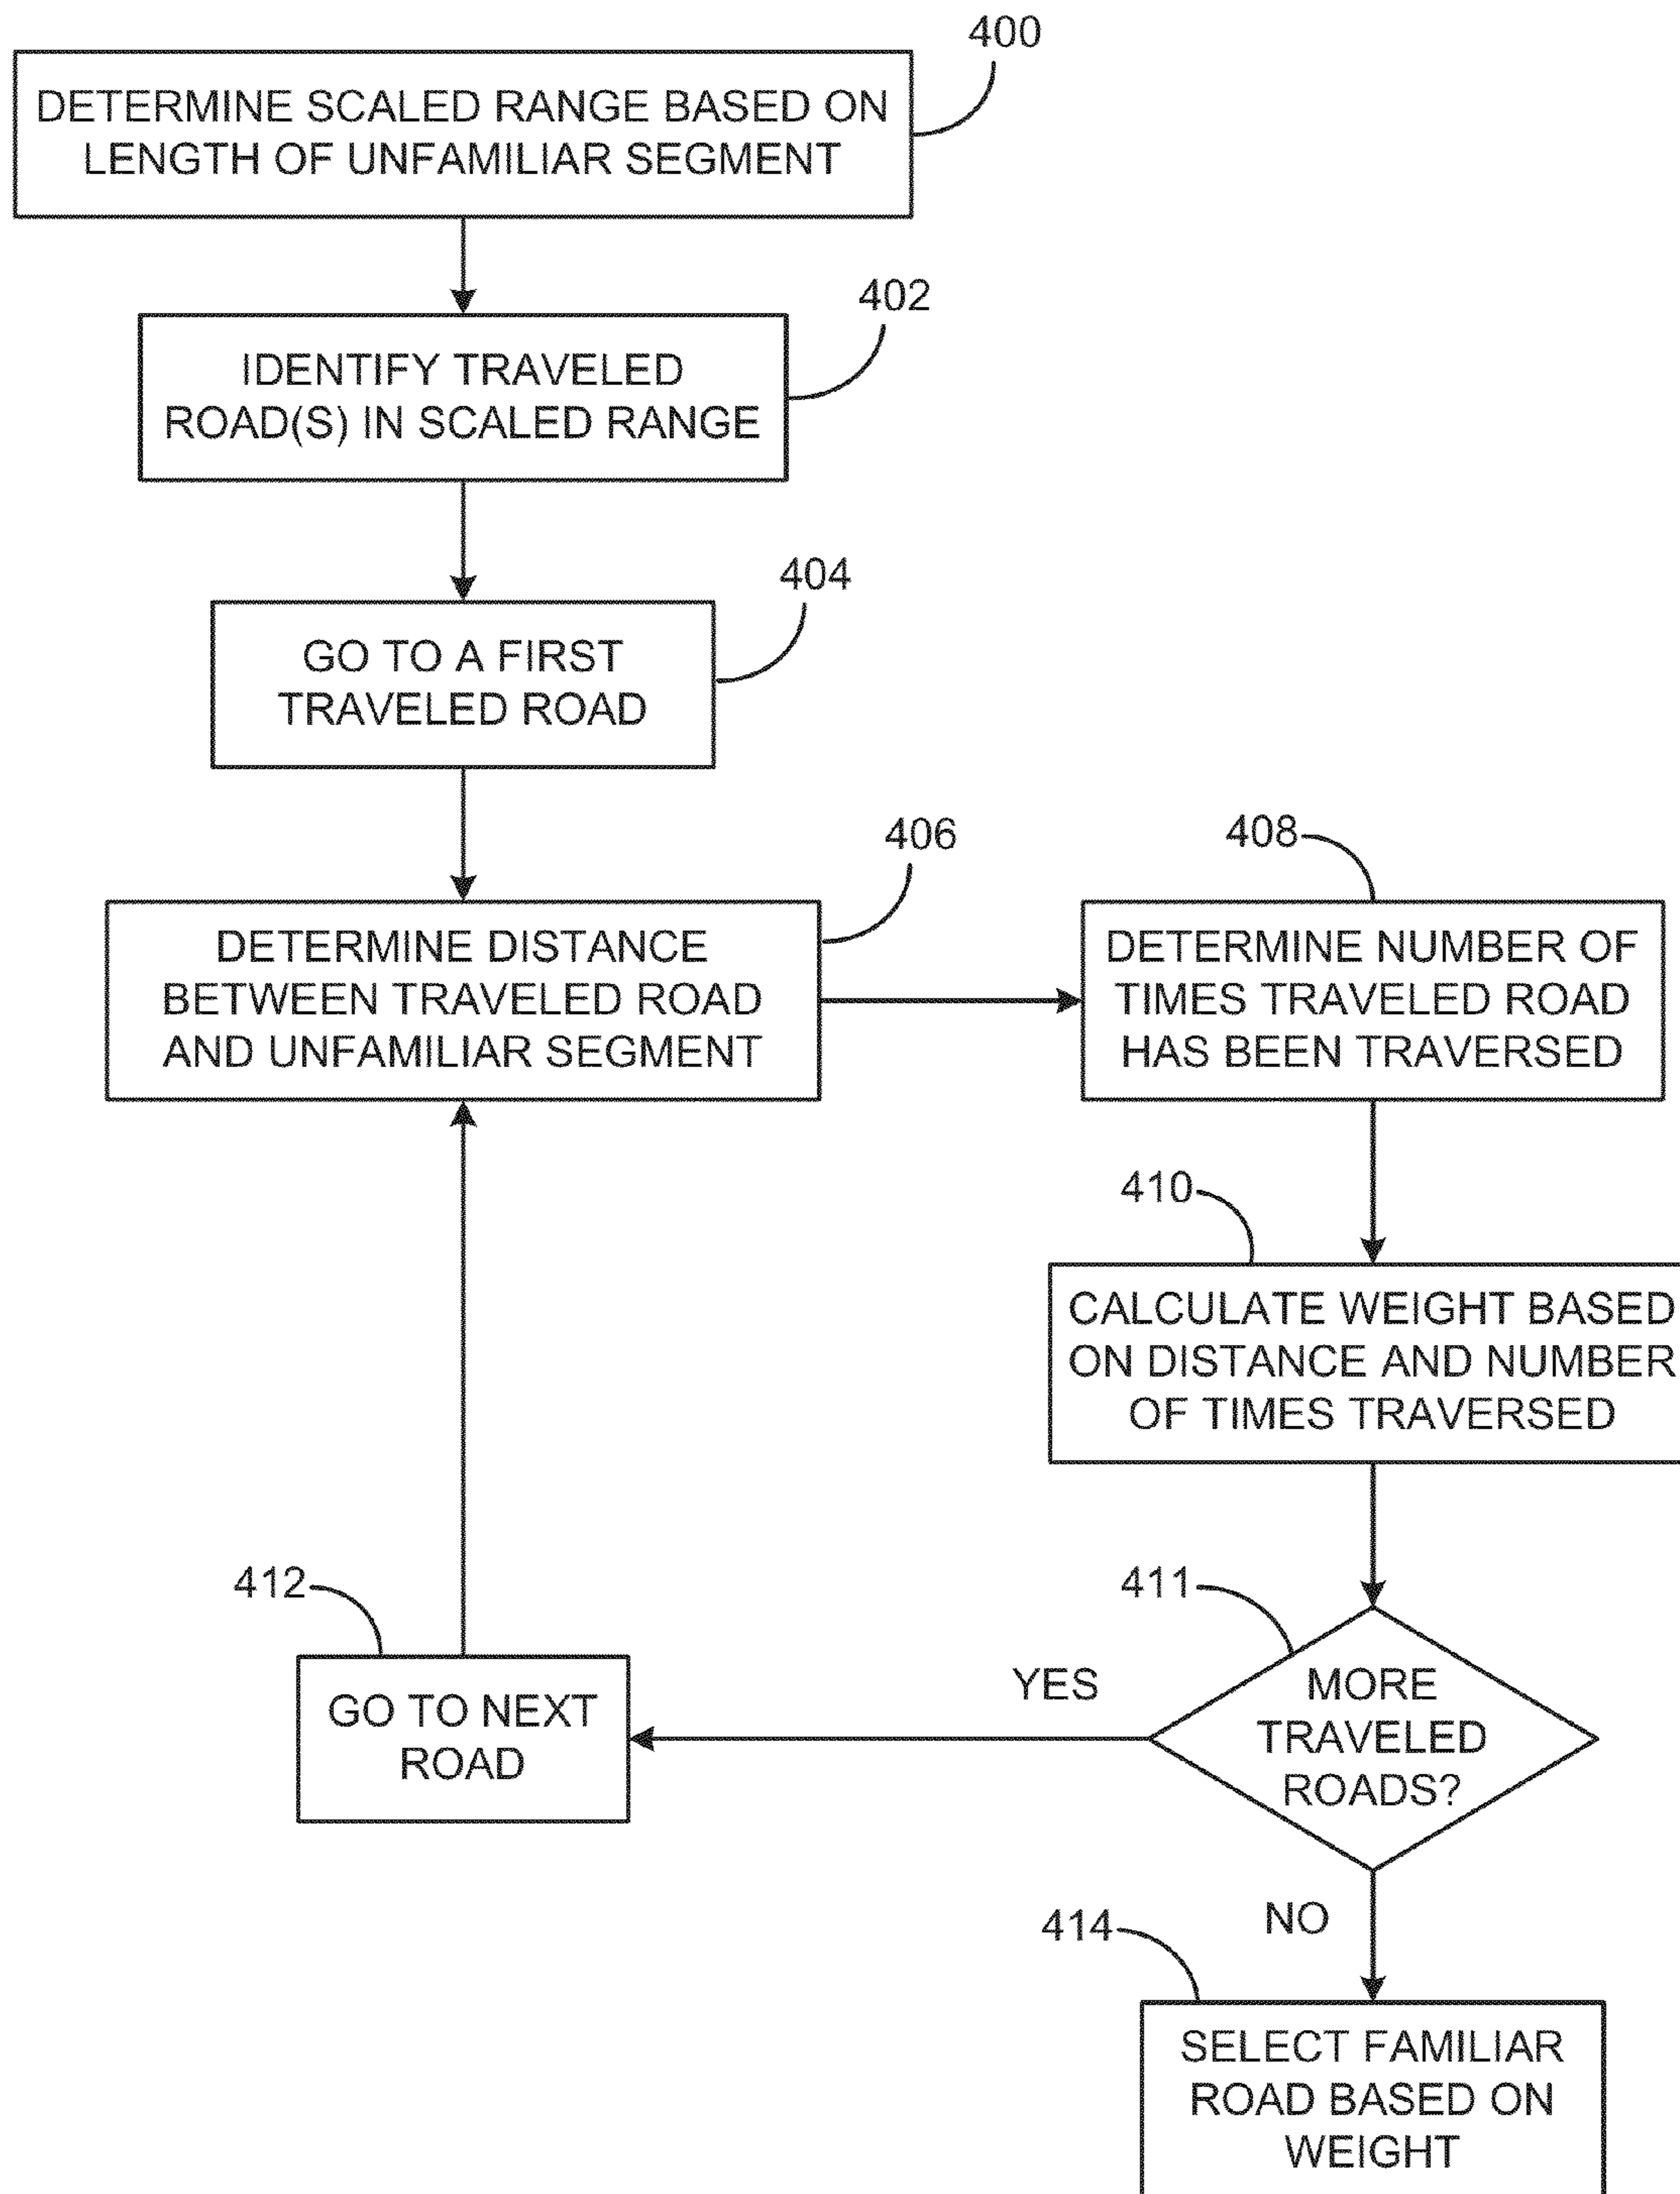 400
DETERMINE SCALED RANGE BASED ON
LENGTH OF UNFAMILIAR SEGMENT
402
IDENTIFY TRAVELED
ROAD(S) IN SCALED RANGE
404
GO TO A FIRST
TRAVELED ROAD
406
DETERMINE DISTANCE
BETWEEN TRAVELED ROAD
AND UNFAMILIAR SEGMENT
408
DETERMINE NUMBER OF
TIMES TRAVELED ROAD
HAS BEEN TRAVERSED
410
CALCULATE WEIGHT BASED
ON DISTANCE AND NUMBER
OF TIMES TRAVERSED
411
MORE
TRAVELED
ROADS?
YES
412
GO TO NEXT
ROAD
NO
414
SELECT FAMILIAR
ROAD BASED ON
WEIGHT